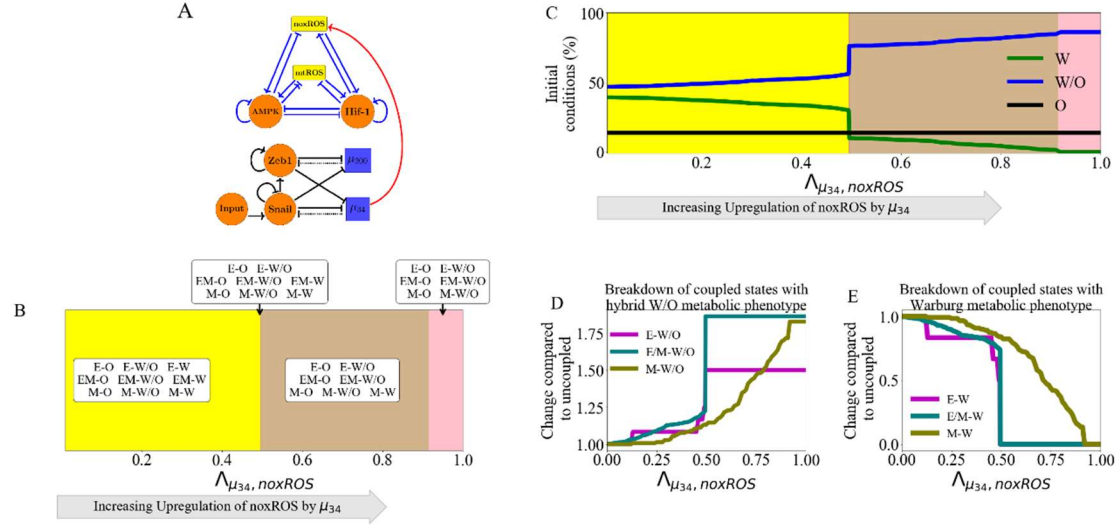 A
noxROS
mtROS
AMPK
Hif-1
Zeb1
μ200
Input
Snail
μ34
B
E-O E-W/O
EM-O EM-W/O EM-W
M-O M-W/O M-W
E-O E-W/O
EM-O EM-W/O
M-O M-W/O
E-O E-W/O E-W
EM-O EM-W/O EM-W
M-O M-W/O M-W
E-O E-W/O
EM-O EM-W/O
M-O M-W/O M-W
0.2 0.4 0.6 0.8 1.0
Λμ34, noxROS
Increasing Upregulation of noxROS by μ34
C
Initial
conditions (%)
100
50
0
W
W/O
O
0.2 0.4 0.6 0.8 1.0
Λμ34, noxROS
Increasing Upregulation of noxROS by μ34
D
Breakdown of coupled states with
hybrid W/O metabolic phenotype
Change compared
to uncoupled
1.75
1.50
1.25
1.00
E-W/O
E/M-W/O
M-W/O
0.00 0.25 0.50 0.75 1.00
Λμ34, noxROS
E
Breakdown of coupled states with
Warburg metabolic phenotype
Change compared
to uncoupled
1.0
0.5
0.0
E-W
E/M-W
M-W
0.00 0.25 0.50 0.75 1.00
Λμ34, noxROS